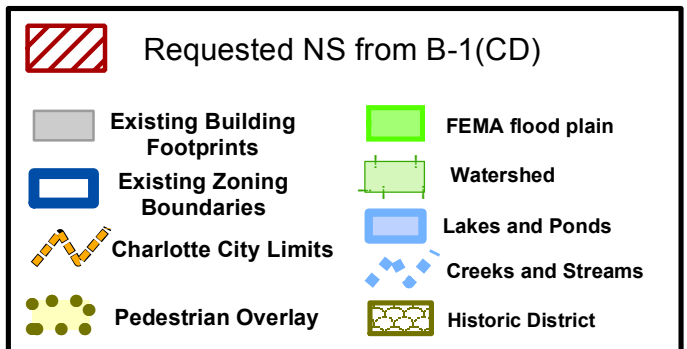 Requested NS from B-1(CD)
Existing Building
Footprints
Existing Zoning
Boundaries
Charlotte City Limits
Pedestrian Overlay
FEMA flood plain
Watershed
Lakes and Ponds
Creeks and Streams
Historic District